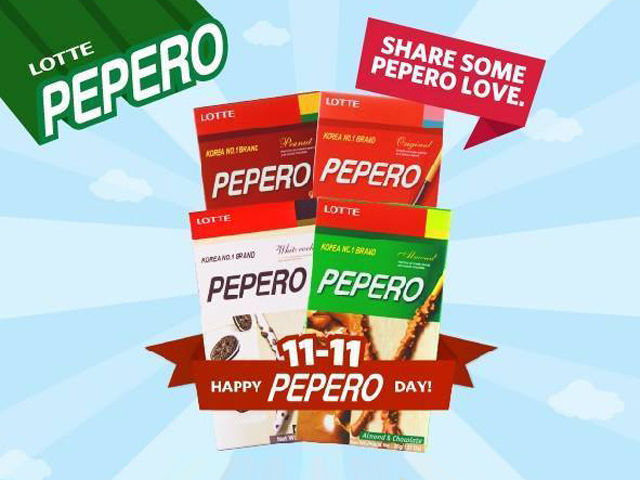 LOTTE
PEPERO
SHARE SOME
PEPERO LOVE.
LOTTE
KOREA NO.1 BRAND
Peanut
PEPERO
LOTTE
KOREA NO.1 BRAND
Original
PEPERO
LOTTE
KOREA NO.1 BRAND
White cookie
PEPERO
LOTTE
KOREA NO.1 BRAND
Almond
PEPERO
11-11
HAPPY PEPERO DAY!
Almond & Chocolate